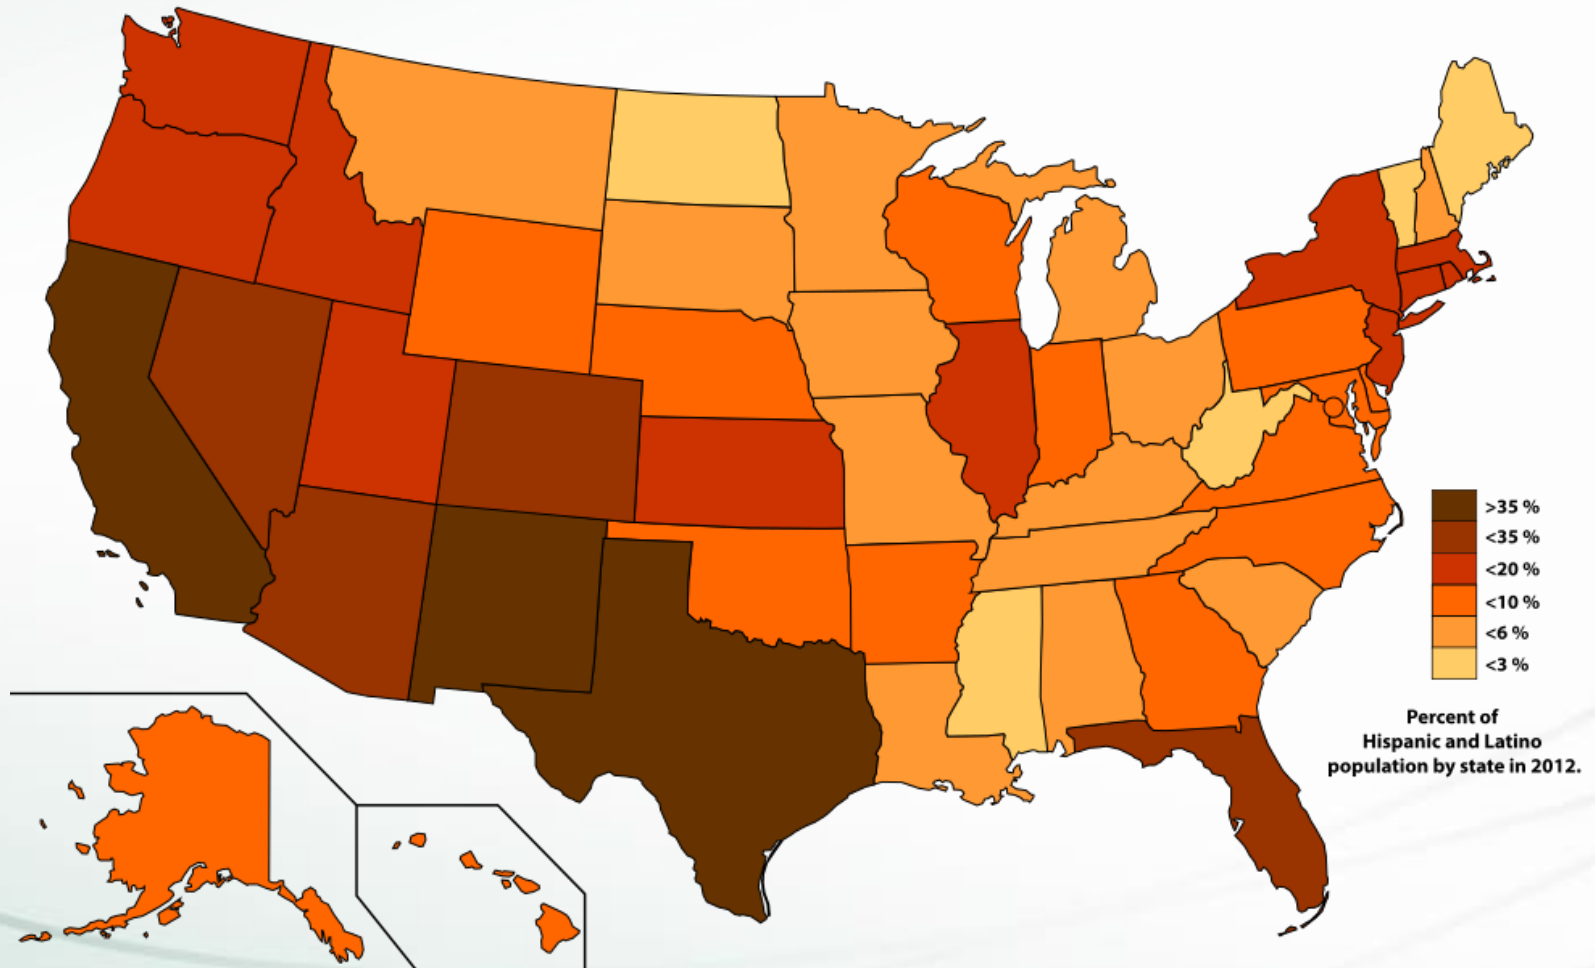 >35 %
<35 %
<20 %
<10 %
<6 %
<3 %
Percent of
Hispanic and Latino
population by state in 2012.